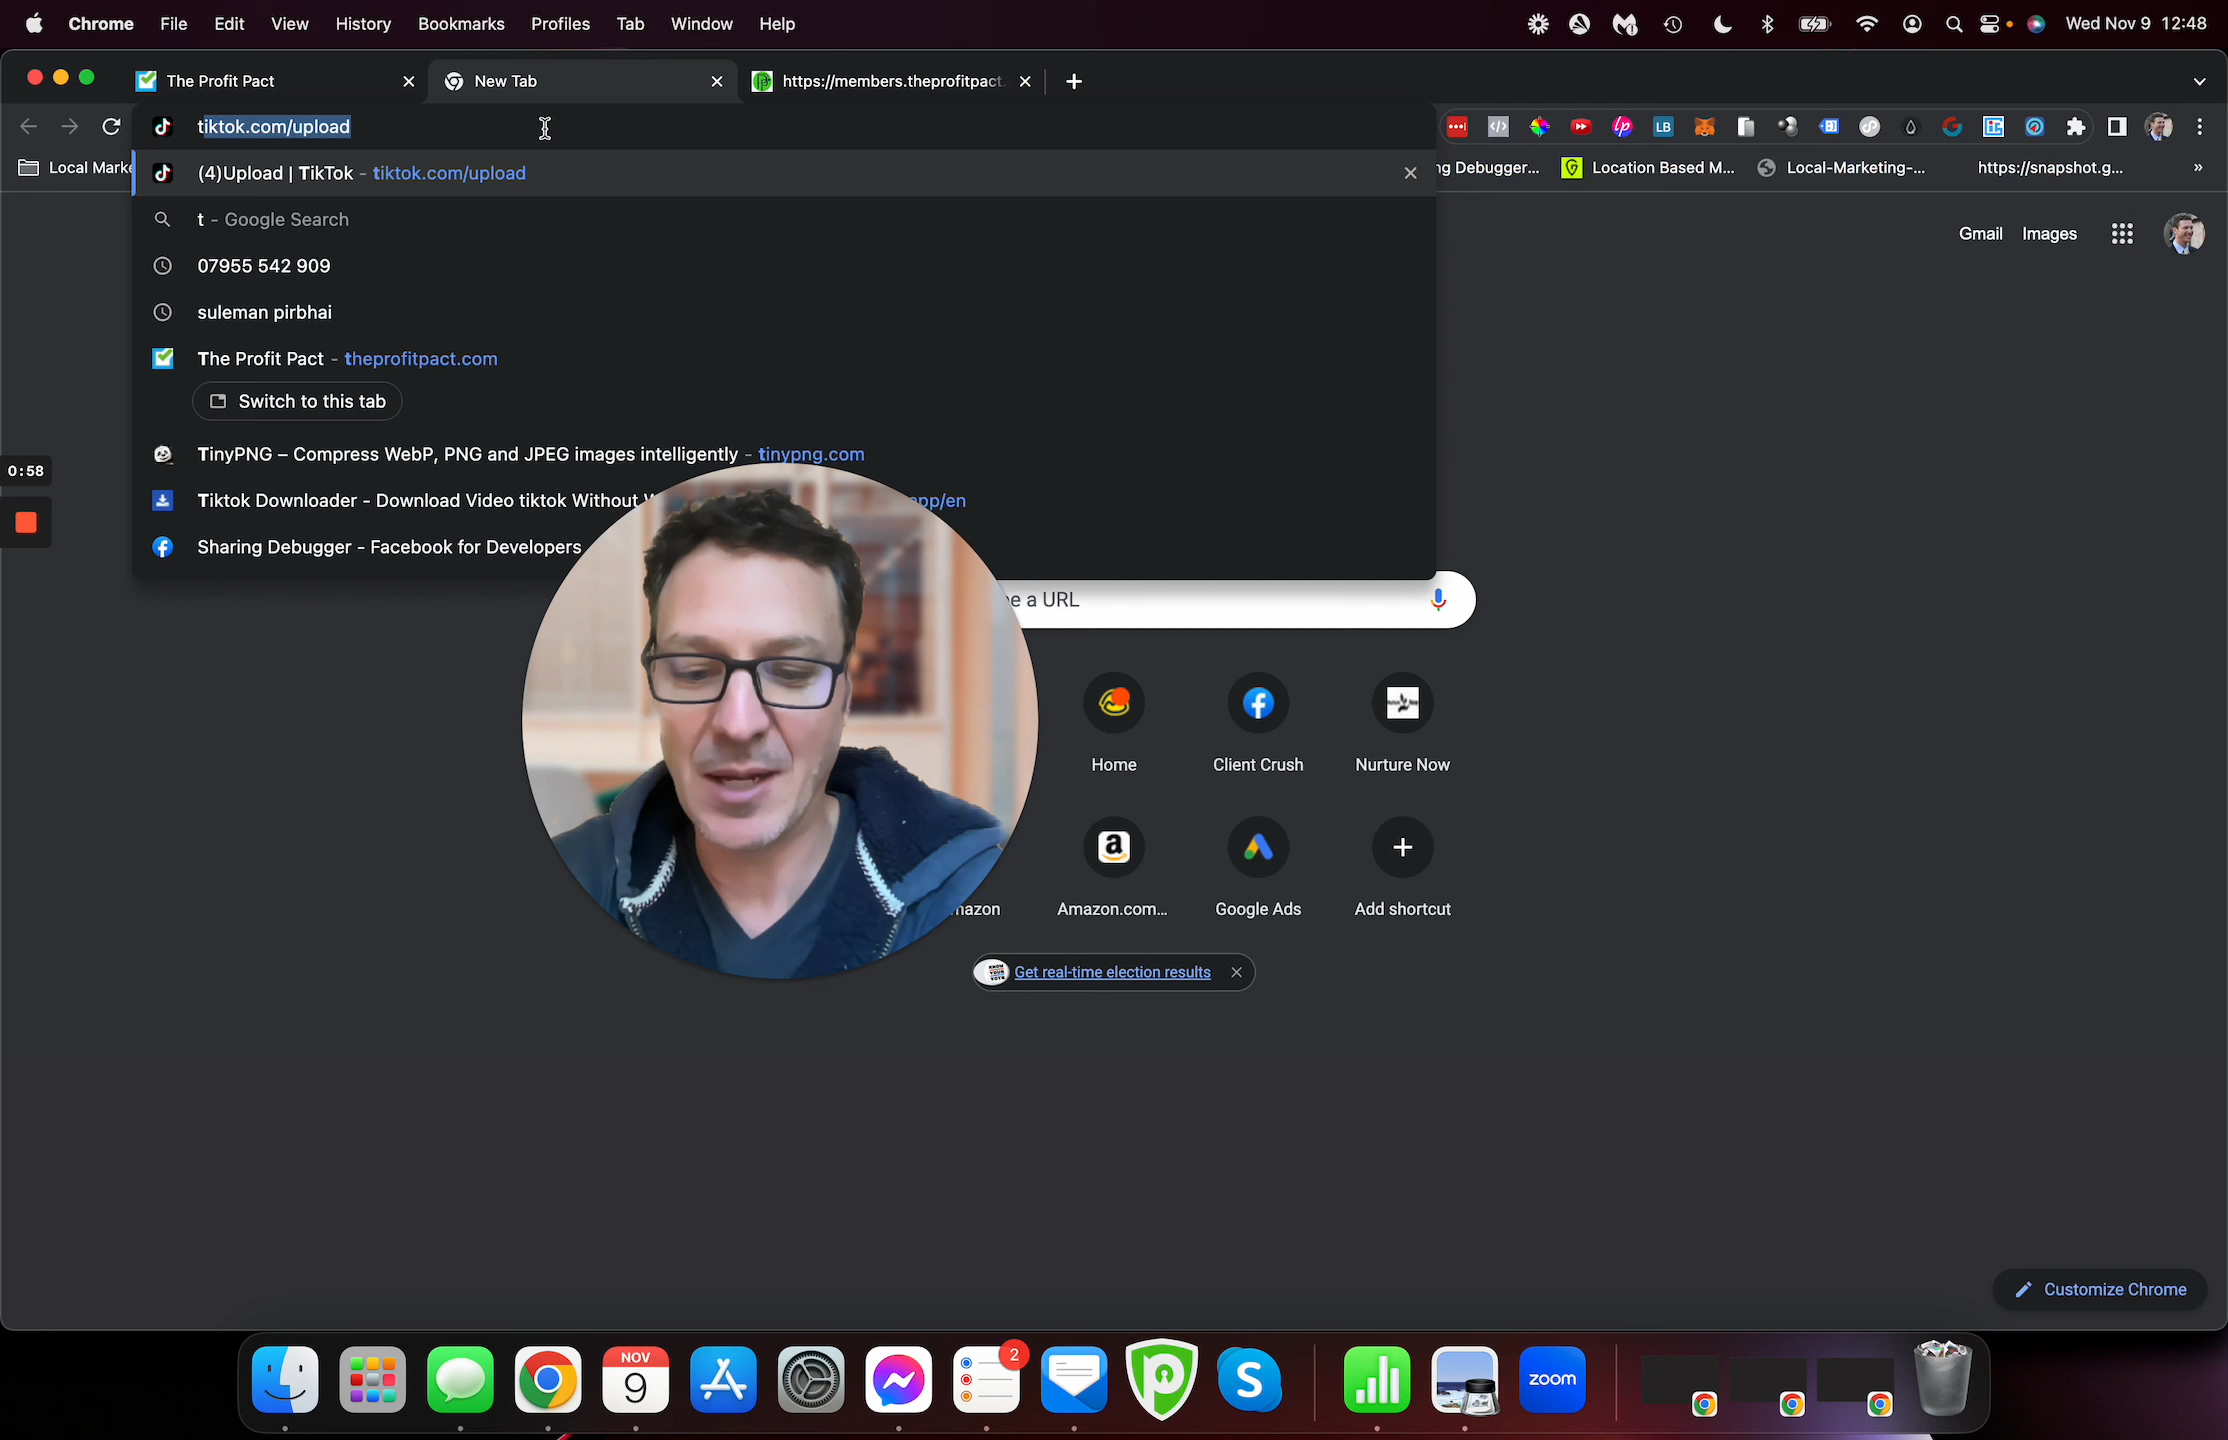 Chrome File Edit View History Bookmarks Profiles Tab Window Help Wed Nov 9 12:48
The Profit Pact New Tab https://members.theprofitpact.
tiktok.com/upload
Local Marke ng Debugger... Location Based M... Local-Marketing-... https://snapshot.g...
(4)Upload | TikTok - tiktok.com/upload
t - Google Search
Gmail Images
07955 542 909
suleman pirbhai
The Profit Pact - theprofitpact.com
Switch to this tab
0:58
TinyPNG – Compress WebP, PNG and JPEG images intelligently - tinypng.com
Tiktok Downloader - Download Video tiktok Without app/en
Sharing Debugger - Facebook for Developers
e a URL
Home Client Crush Nurture Now
a
mazon Amazon.com... Google Ads Add shortcut
Get real-time election results
Customize Chrome
NOV
9
2
zoom